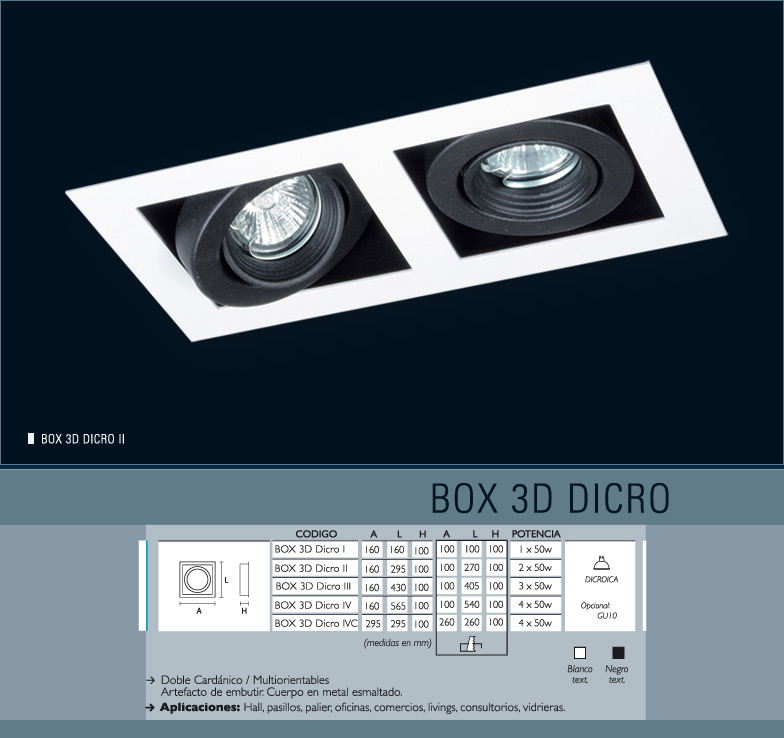 BOX 3D DICRO II
BOX 3D DICRO
CODIGO A L H A L H POTENCIA
BOX 3D Dicro I 160 160 100 100 100 100 1 x 50w
BOX 3D Dicro II 160 295 100 100 270 100 2 x 50w
BOX 3D Dicro III 160 430 100 100 405 100 3 x 50w
BOX 3D Dicro IV 160 565 100 100 540 100 4 x 50w
BOX 3D Dicro IVC 295 295 100 260 260 100 4 x 50w
L
A H
DICROICA
Opcional:
GU10
(medidas en mm)
Blanco
text.
Negro
text.
→ Doble Cardánico / Multiorientables
Artefacto de embutir. Cuerpo en metal esmaltado.
→ Aplicaciones: Hall, pasillos, palier, oficinas, comercios, livings, consultorios, vidrieras.